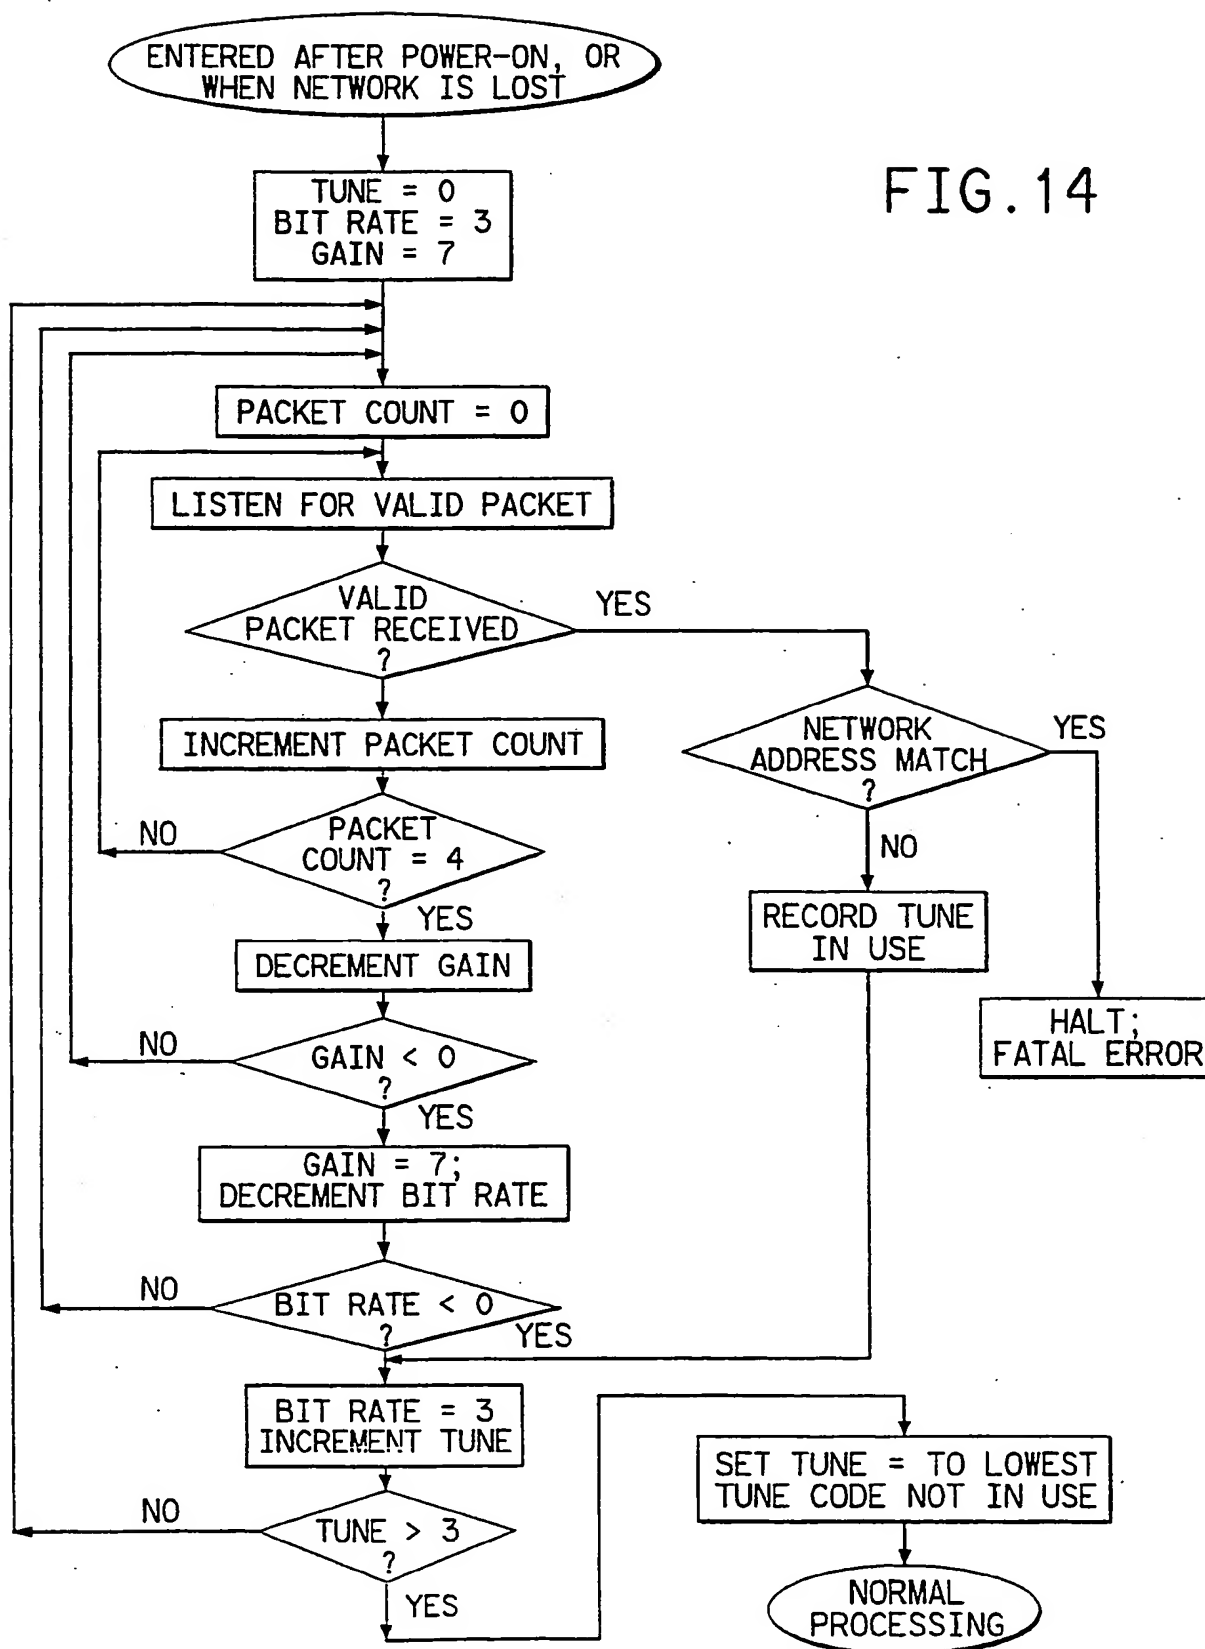 ENTERED AFTER POWER-ON, OR
WHEN NETWORK IS LOST
FIG.14
TUNE = 0
BIT RATE = 3
GAIN = 7
PACKET COUNT = 0
LISTEN FOR VALID PACKET
VALID
PACKET RECEIVED
?
YES
NETWORK
ADDRESS MATCH
?
YES
INCREMENT PACKET COUNT
NO
PACKET
COUNT = 4
?
NO
YES
RECORD TUNE
IN USE
DECREMENT GAIN
HALT;
FATAL ERROR
NO
GAIN < 0
?
YES
GAIN = 7;
DECREMENT BIT RATE
NO
BIT RATE < 0
?
YES
BIT RATE = 3
INCREMENT TUNE
SET TUNE = TO LOWEST
TUNE CODE NOT IN USE
NO
TUNE > 3
?
YES
NORMAL
PROCESSING